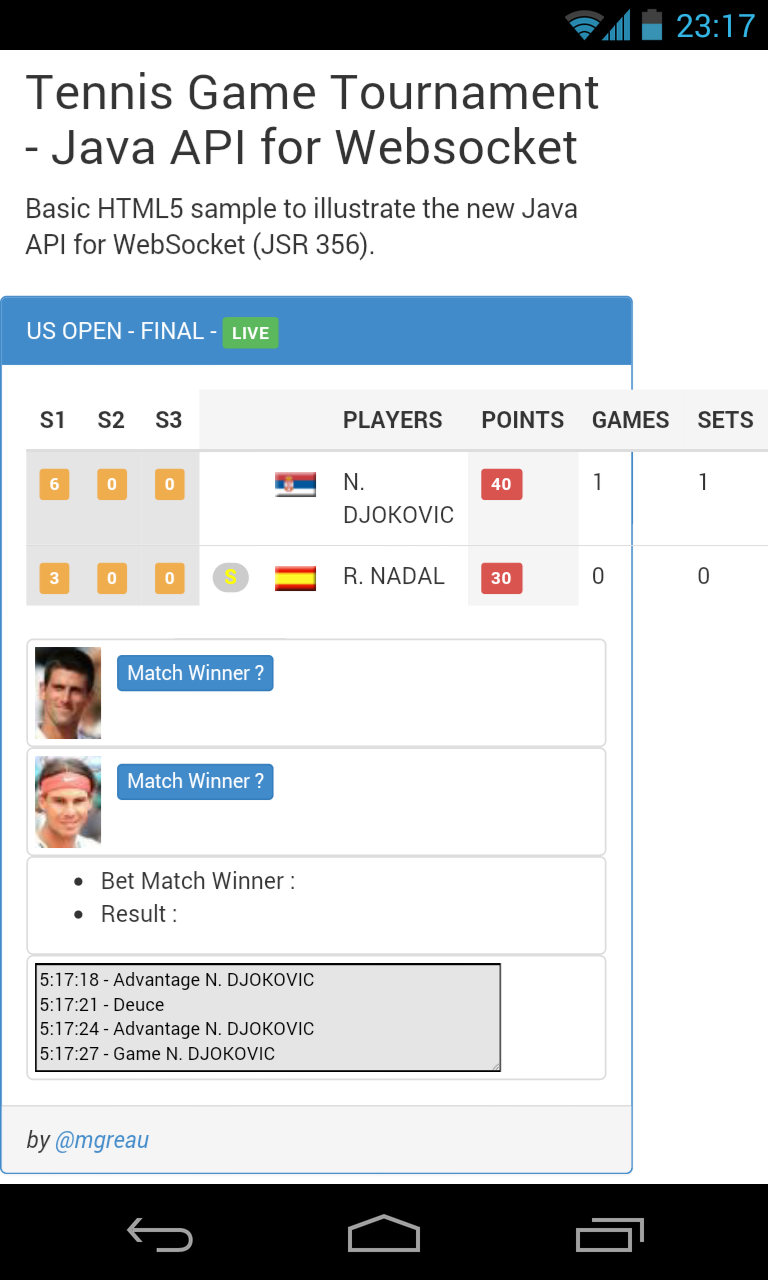 23:17
Tennis Game Tournament
- Java API for Websocket
Basic HTML5 sample to illustrate the new Java
API for WebSocket (JSR 356).
US OPEN - FINAL - LIVE
S1 S2 S3 PLAYERS POINTS GAMES SETS
6 0 0 N. DJOKOVIC 40 1 1
3 0 0 S R. NADAL 30 0 0
Match Winner ?
Match Winner ?
• Bet Match Winner :
• Result :
5:17:18 - Advantage N. DJOKOVIC
5:17:21 - Deuce
5:17:24 - Advantage N. DJOKOVIC
5:17:27 - Game N. DJOKOVIC
by @mgreau